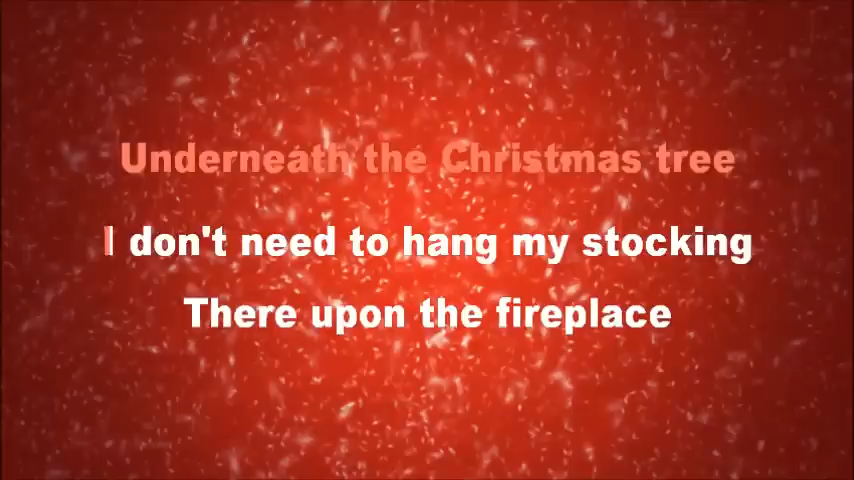 Underneath the Christmas tree
I don't need to hang my stocking
There upon the fireplace